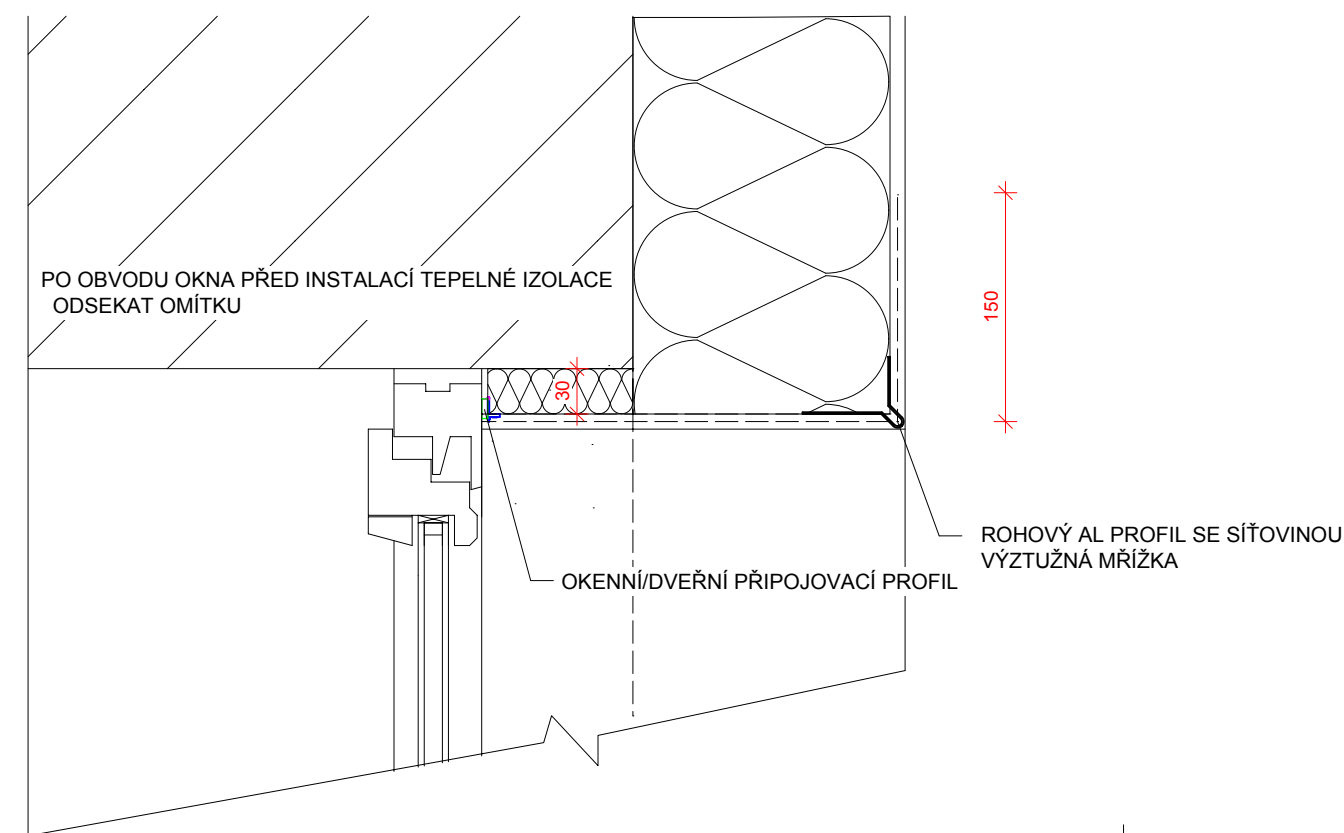 PO OBVODU OKNA PŘED INSTALACÍ TEPELNÉ IZOLACE
ODSEKAT OMÍTKU
150
30
ROHOVÝ AL PROFIL SE SÍŤOVINOU
VÝZTUŽNÁ MŘÍŽKA
OKENNÍ/DVEŘNÍ PŘIPOJOVACÍ PROFIL